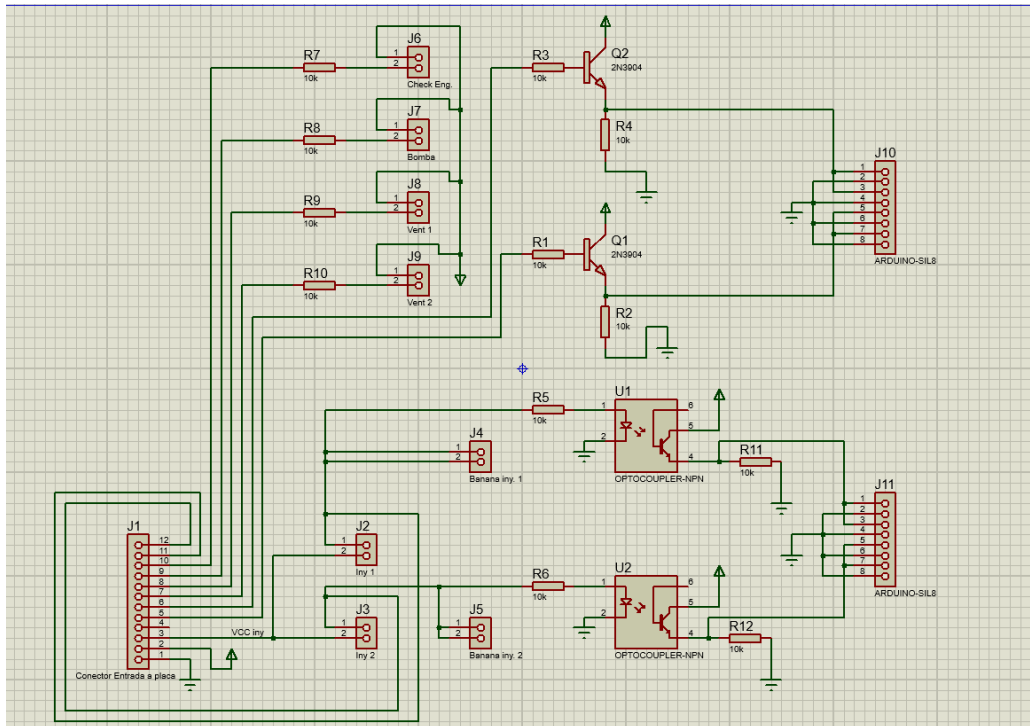 R7
10k
J6
1
2
Check Eng.
R8
10k
J7
1
2
Bomba
R9
10k
J8
1
2
Vent 1
R10
10k
J9
1
2
Vent 2
R3
10k
Q2
2N3904
R4
10k
R1
10k
Q1
2N3904
R2
10k
J10
1
2
3
4
5
6
7
8
ARDUINO-SIL8
R5
10k
U1
1
2
6
5
4
OPTOCOUPLER-NPN
R11
10k
J4
1
2
Banana iny. 1
J11
1
2
3
4
5
6
7
8
ARDUINO-SIL8
J1
12
11
10
9
8
7
6
5
4
3
2
1
VCC iny
Conector Entrada a placa
J2
1
2
Iny 1
J3
1
2
Iny 2
J5
1
2
Banana iny. 2
R6
10k
U2
1
2
6
5
4
OPTOCOUPLER-NPN
R12
10k